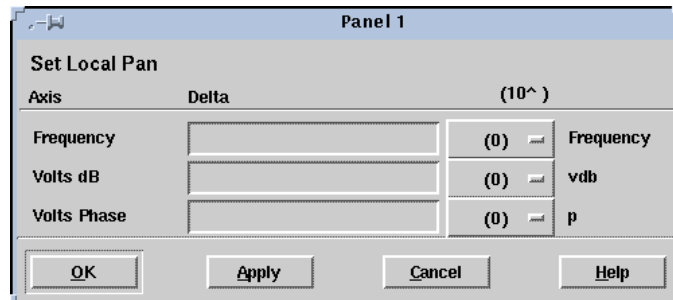 Panel 1
Set Local Pan
Axis Delta (10^ )
Frequency (0) Frequency
Volts dB (0) vdb
Volts Phase (0) p
OK Apply Cancel Help